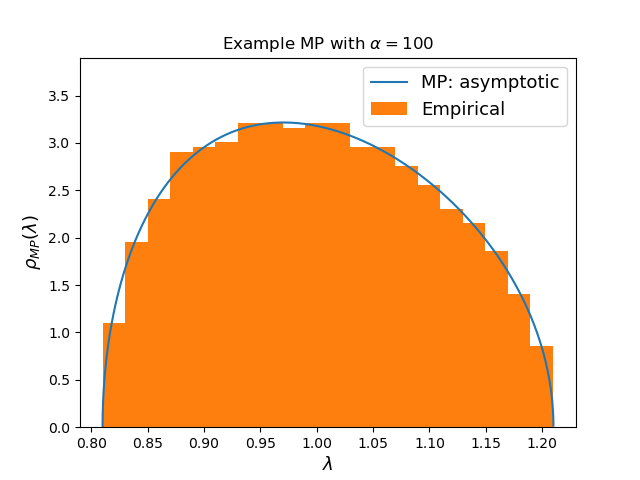 Example MP with α = 100
MP: asymptotic
Empirical
3.5
3.0
2.5
2.0
1.5
1.0
0.5
0.0
ρMP(λ)
0.80 0.85 0.90 0.95 1.00 1.05 1.10 1.15 1.20
λ